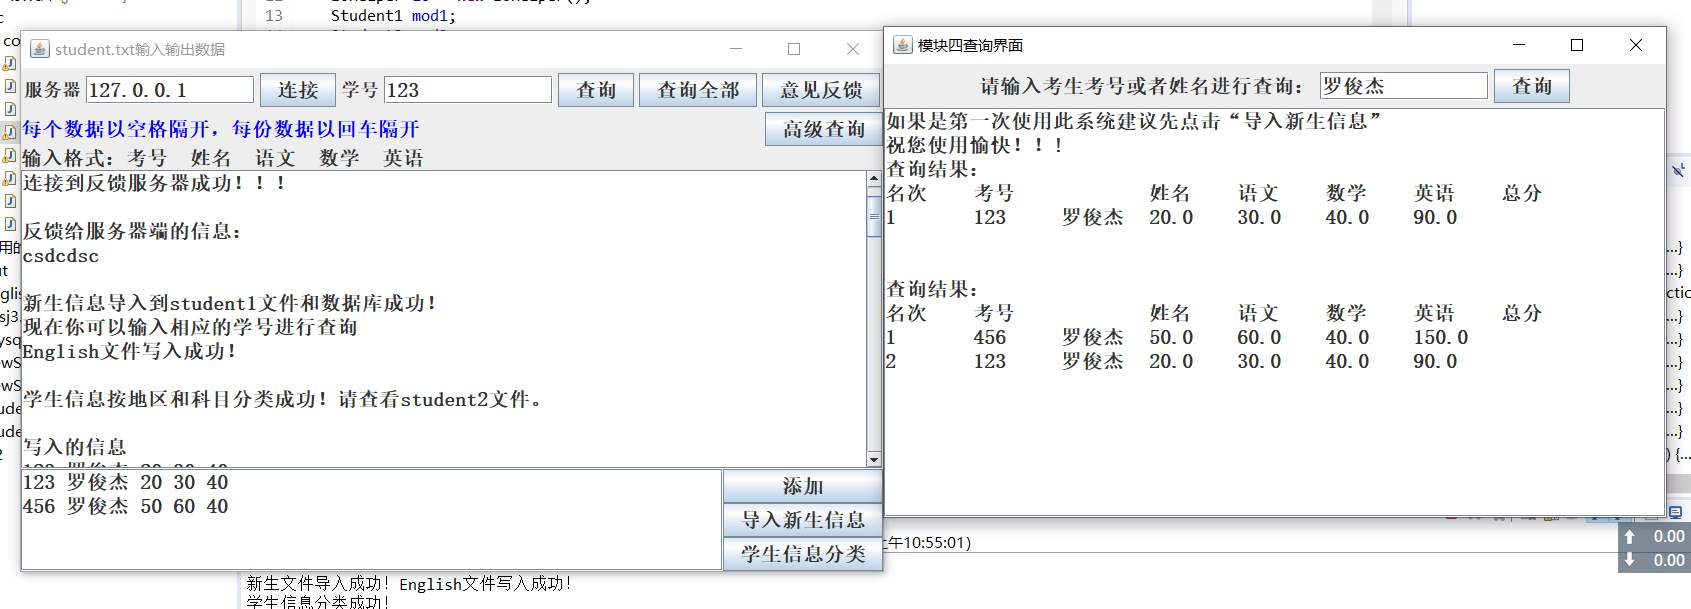 13 Student1 mod1;
student.txt输入输出数据
服务器 127.0.0.1 连接 学号 123 查询 查询全部 意见反馈
每个数据以空格隔开，每份数据以回车隔开 高级查询
输入格式：考号 姓名 语文 数学 英语
连接到反馈服务器成功！！！
反馈给服务器端的信息：
csdcdsc
新生信息导入到student1文件和数据库成功！
现在你可以输入相应的学号进行查询
English文件写入成功！
学生信息按地区和科目分类成功！请查看student2文件。
写入的信息
123 罗俊杰 20 30 40
123 罗俊杰 20 30 40
456 罗俊杰 50 60 40
添加
导入新生信息
学生信息分类
模块四查询界面
请输入考生考号或者姓名进行查询： 罗俊杰 查询
如果是第一次使用此系统建议先点击“导入新生信息”
祝您使用愉快！！！
查询结果：
名次 考号 姓名 语文 数学 英语 总分
1 123 罗俊杰 20.0 30.0 40.0 90.0
查询结果：
名次 考号 姓名 语文 数学 英语 总分
1 456 罗俊杰 50.0 60.0 40.0 150.0
2 123 罗俊杰 20.0 30.0 40.0 90.0
上午10:55:01)
0.00
0.00
新生文件导入成功！English文件写入成功！
学生信息分类成功！